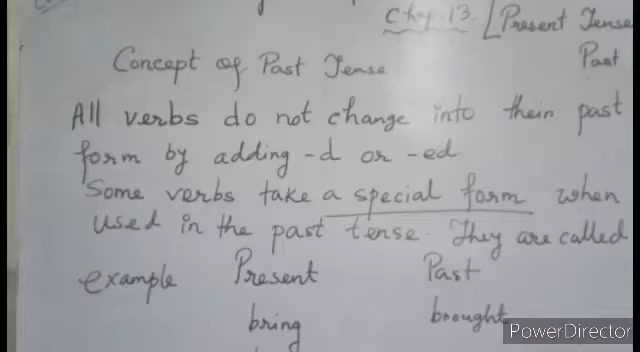 Ch 13 [Present Tense
Past
Concept of Past Tense
All verbs do not change into their past
form by adding -d or -ed
Some verbs take a special form when
used in the past tense. They are called
example Present Past
bring brought
PowerDirector